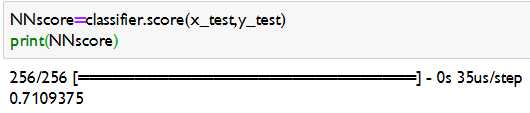 NNscore=classifier.score(x_test,y_test)
print(NNscore)
256/256 [==============================] - 0s 35us/step
0.7109375